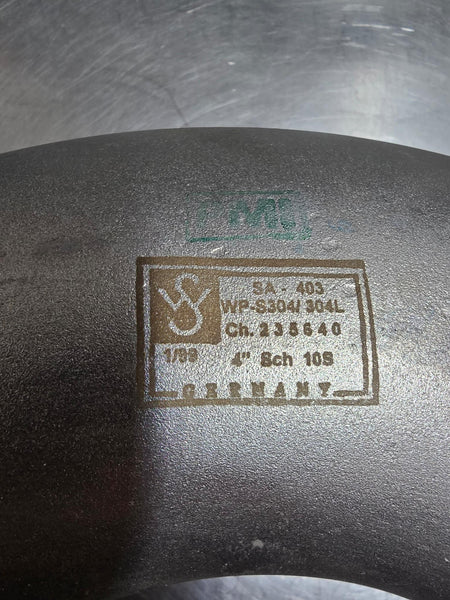 SA - 403
WP-S304/ 304L
Ch. 235640
1/99 4" Sch 10S
GERMANY